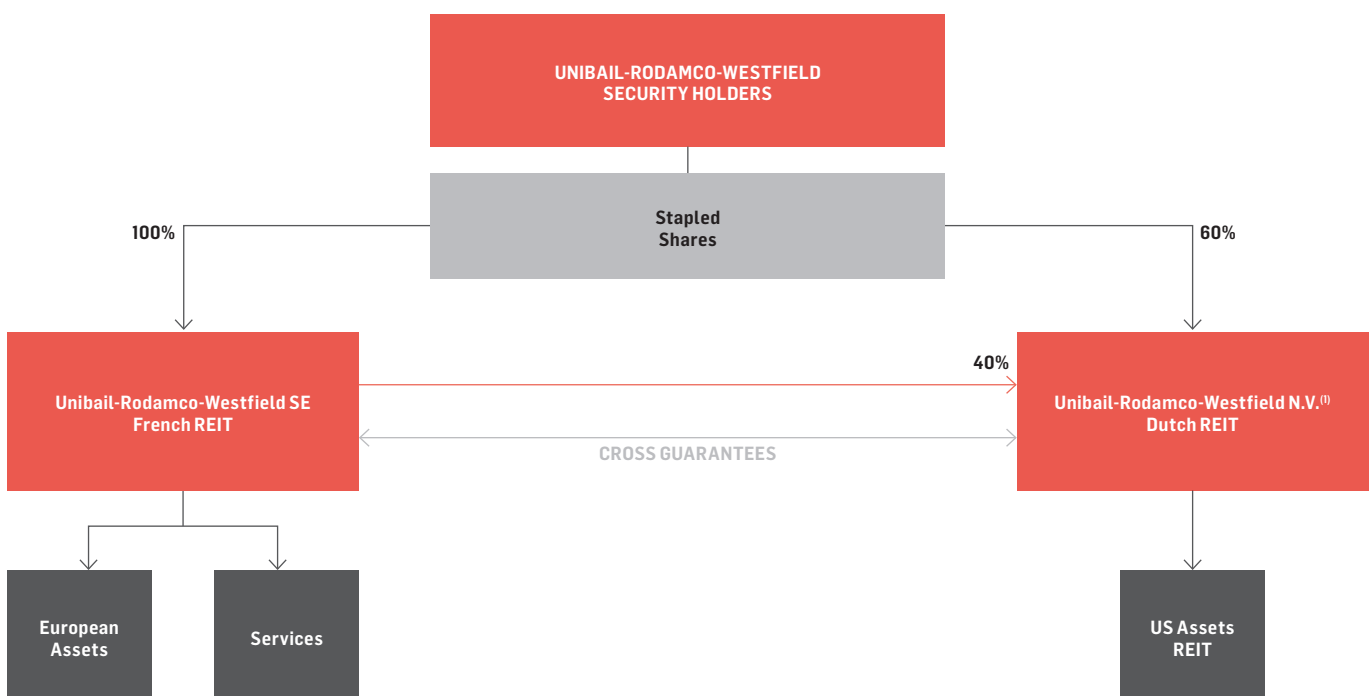 UNIBAIL-RODAMCO-WESTFIELD
SECURITY HOLDERS
Stapled
Shares
100%
60%
40%
Unibail-Rodamco-Westfield SE
French REIT
Unibail-Rodamco-Westfield N.V.(1)
Dutch REIT
CROSS GUARANTEES
European
Assets
Services
US Assets
REIT